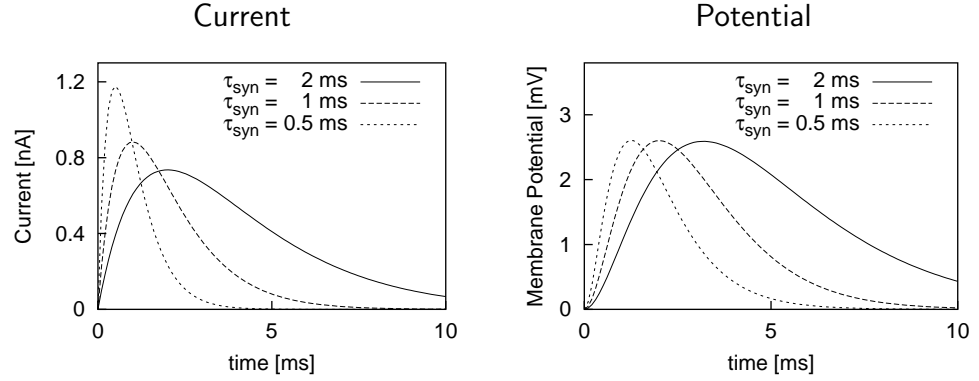 Current
1.2
0.8
0.4
0
0
5
10
Current [nA]
time [ms]
τsyn = 2 ms
τsyn = 1 ms
τsyn = 0.5 ms
Potential
3
2
1
0
0
5
10
Membrane Potential [mV]
time [ms]
τsyn = 2 ms
τsyn = 1 ms
τsyn = 0.5 ms